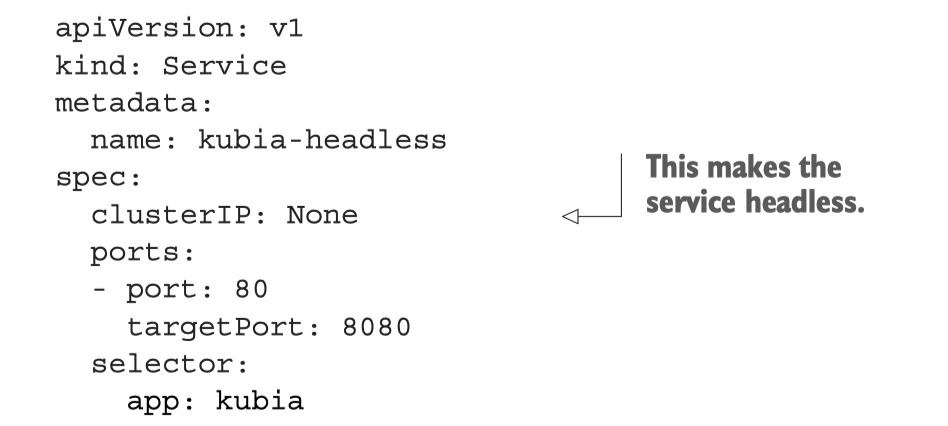 apiVersion: v1
kind: Service
metadata:
  name: kubia-headless
spec:
  clusterIP: None
  ports:
  - port: 80
    targetPort: 8080
  selector:
    app: kubia
This makes the
service headless.